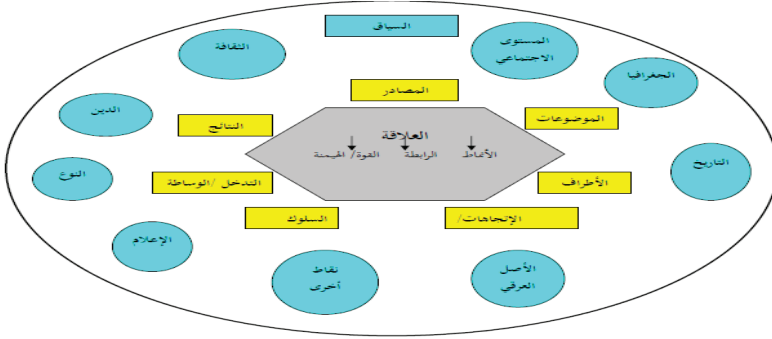 السياق
المستوى
الاجتماعي
الثقافة
الجغرافيا
المصادر
الدين
الموضوعات
النتائج
العلاقة
الأنماط
الرابطة
القوة/ الهيمنة
التاريخ
الأطراف
التدخل /الوساطة
النوع
الإتجاهات/
السلوك
الإعلام
الأصل
العرقي
نقاط
أخرى